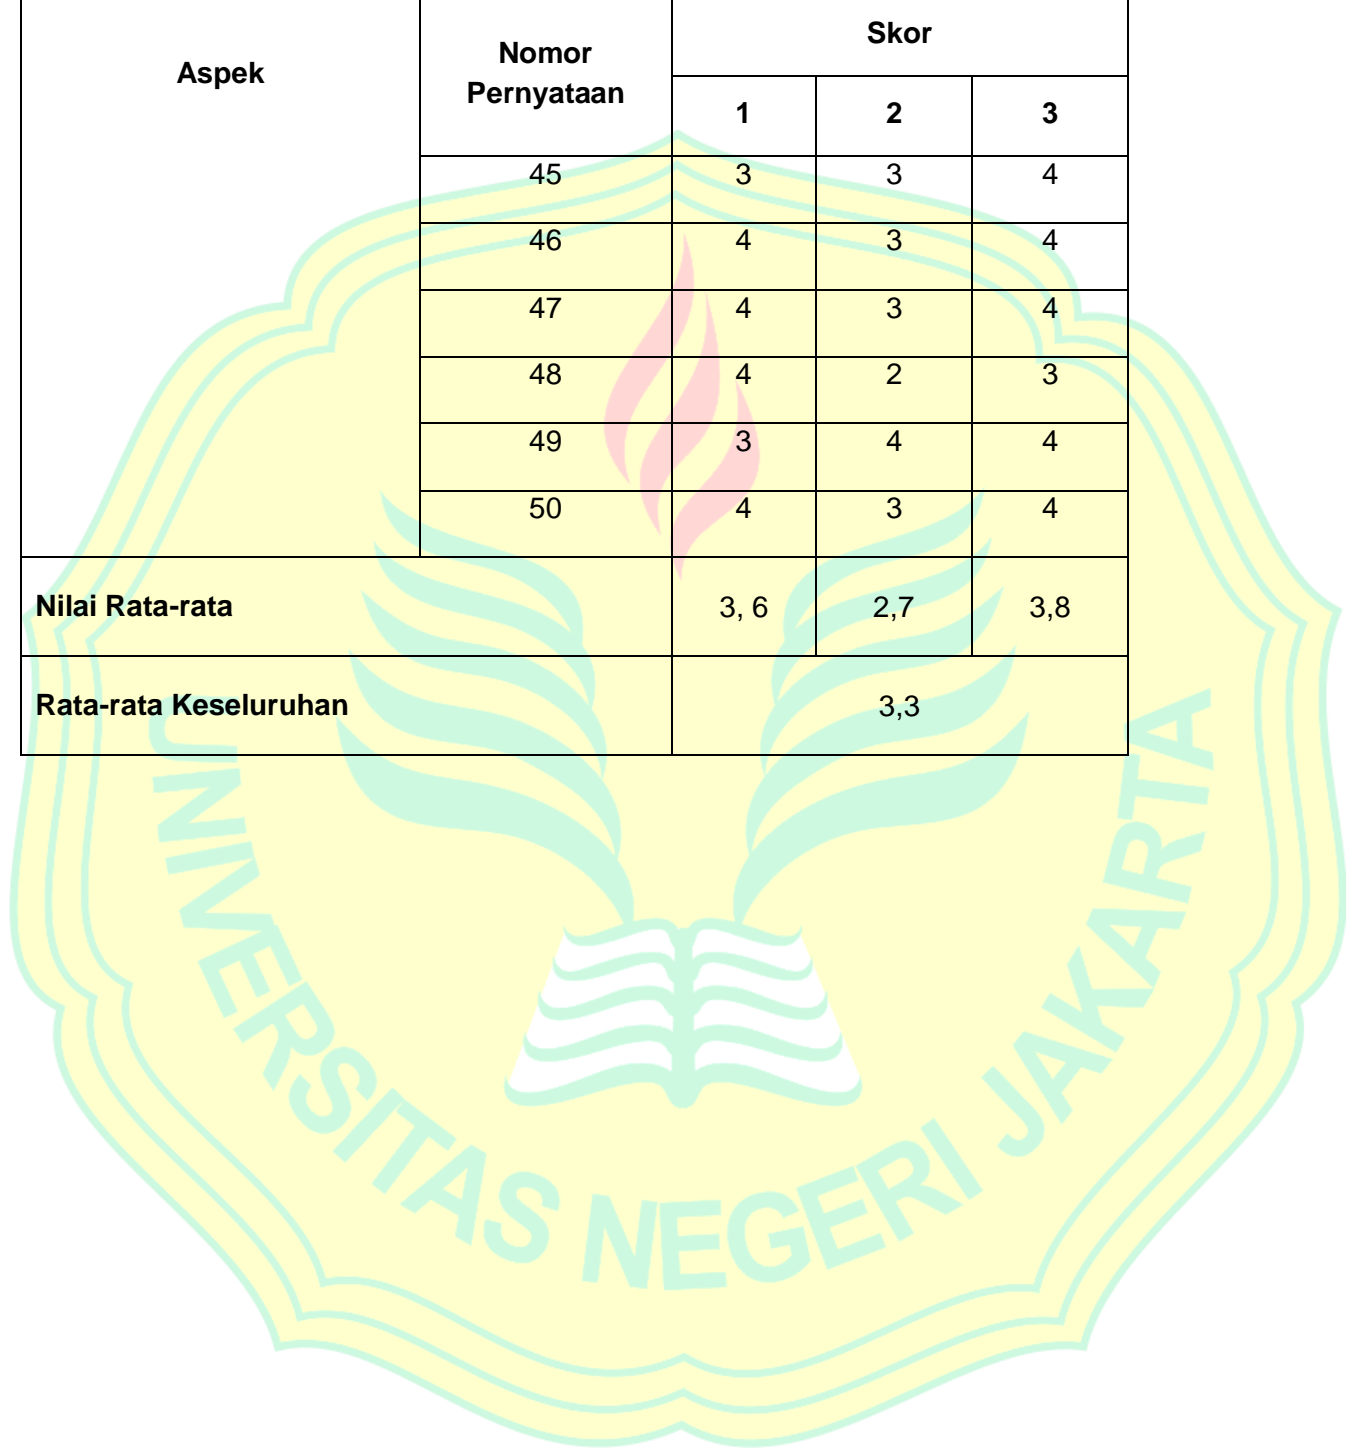 Aspek Nomor Pernyataan Skor
1 2 3
45 3 3 4
46 4 3 4
47 4 3 4
48 4 2 3
49 3 4 4
50 4 3 4
Nilai Rata-rata 3, 6 2,7 3,8
Rata-rata Keseluruhan 3,3
UNIVERSITAS NEGERI JAKARTA